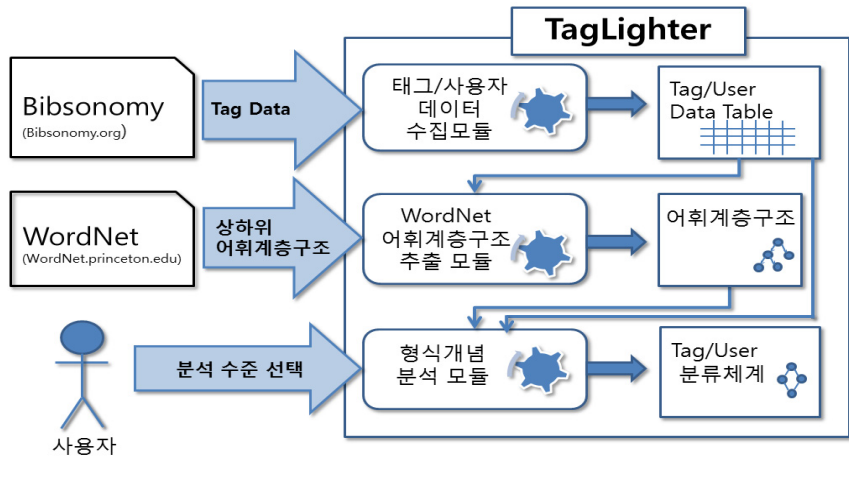 TagLighter
Bibsonomy
(Bibsonomy.org)
Tag Data
태그/사용자
데이터
수집모듈
Tag/User
Data Table
WordNet
(WordNet.princeton.edu)
상하위
어휘계층구조
WordNet
어휘계층구조
추출 모듈
어휘계층구조
사용자
분석 수준 선택
형식개념
분석 모듈
Tag/User
분류체계